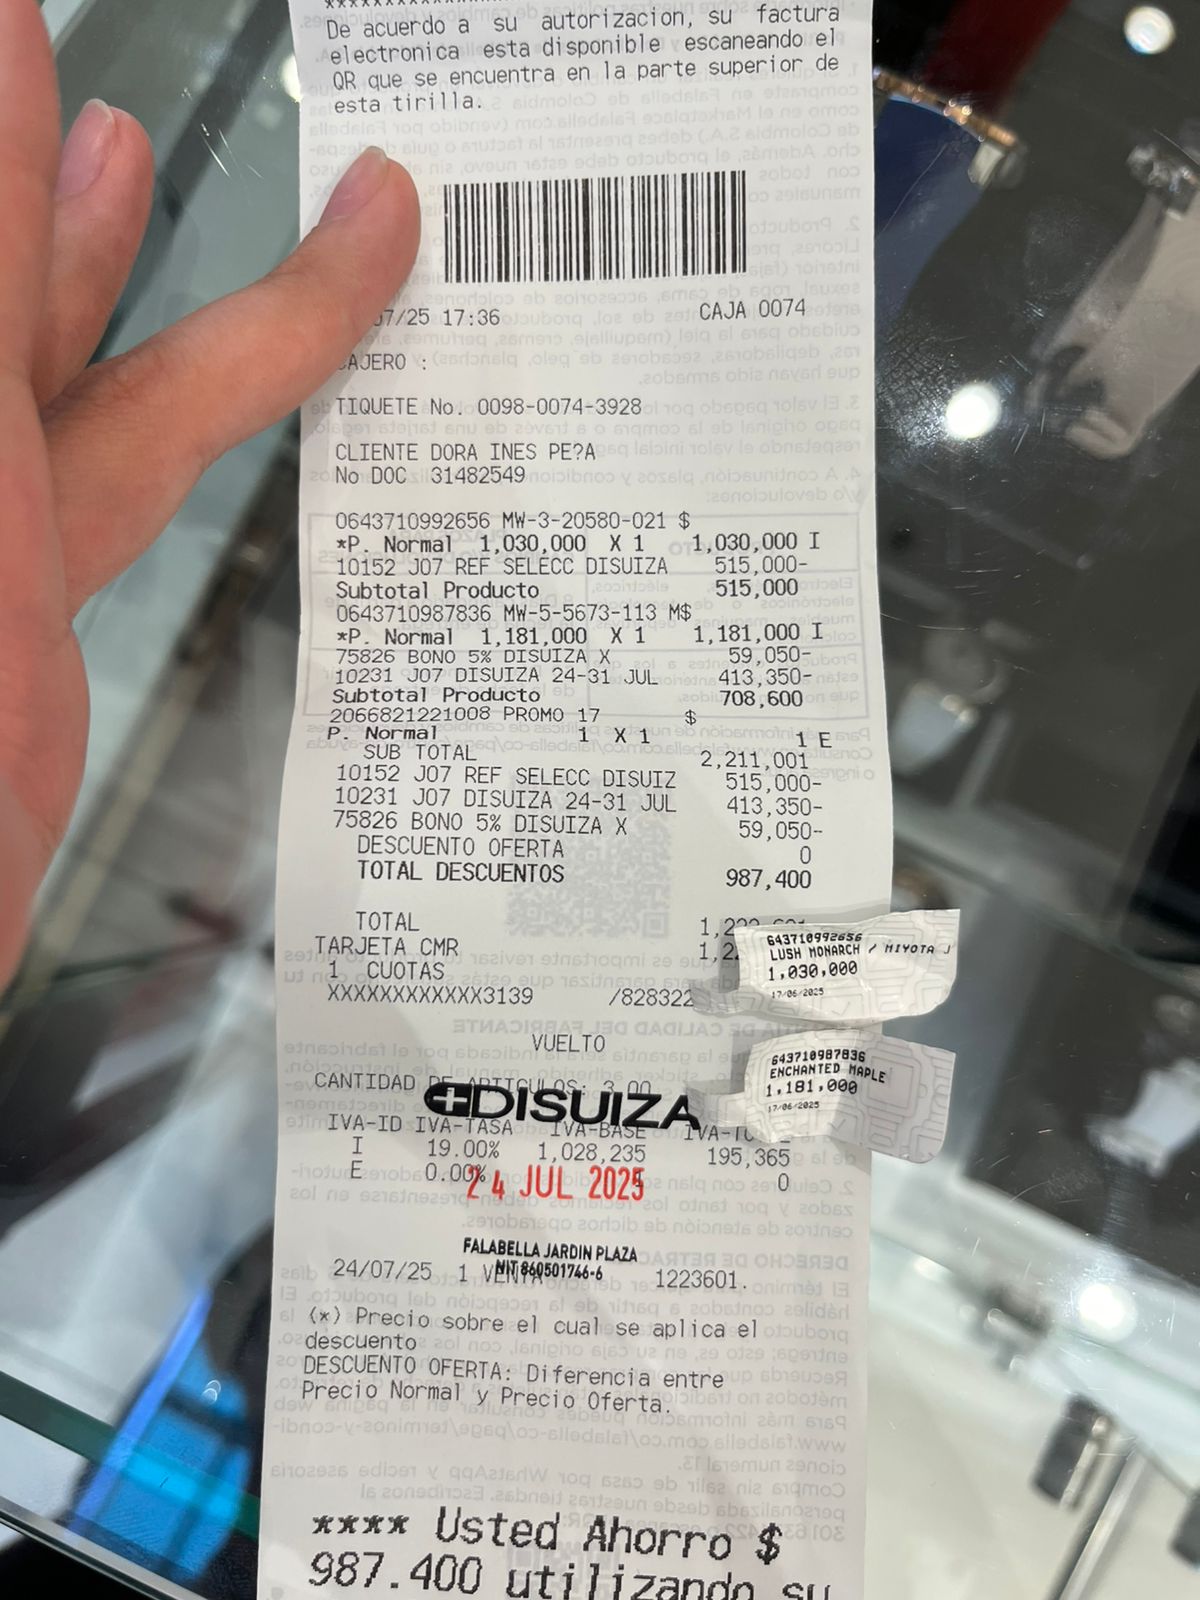 De acuerdo a su autorizacion, su factura
electronica esta disponible escaneando el
QR que se encuentra en la parte superior de
esta tirilla.
07/25 17:36 CAJA 0074
CAJERO :
TIQUETE No. 0098-0074-3928
CLIENTE DORA INES PE?A
No DOC 31482549
0643710992656 MW-3-20580-021 $
*P. Normal 1,030,000 X 1 1,030,000 I
10152 J07 REF SELECC DISUIZA 515,000-
Subtotal Producto 515,000
0643710987836 MW-5-5673-113 M$
*P. Normal 1,181,000 X 1 1,181,000 I
75826 BONO 5% DISUIZA X 59,050-
10231 J07 DISUIZA 24-31 JUL 413,350-
Subtotal Producto 708,600
2066821221008 PROMO 17 $
P. Normal 1 X 1 1 E
SUB TOTAL 2,211,001
10152 J07 REF SELECC DISUIZ 515,000-
10231 J07 DISUIZA 24-31 JUL 413,350-
75826 BONO 5% DISUIZA X 59,050-
DESCUENTO OFERTA 0
TOTAL DESCUENTOS 987,400
TOTAL
TARJETA CMR
1 CUOTAS
XXXXXXXXXXXX3139 /828322
643710992656
LUSH MONARCH / MIYOTA J
1,030,000
17/06/2025
VUELTO
643710987836
ENCHANTED MAPLE
1,181,000
17/06/2025
CANTIDAD DE ARTICULOS: 3.00
DISUIZA
IVA-ID IVA-TASA IVA-BASE
I 19.00% 1,028,235 195,365
E 0.00% 0
24 JUL 2025
FALABELLA JARDIN PLAZA
NIT 860501746-6
24/07/25 1 VENTA 1223601.
(*) Precio sobre el cual se aplica el
descuento
DESCUENTO OFERTA: Diferencia entre
Precio Normal y Precio Oferta.
**** Usted Ahorro $
987.400 utilizando su